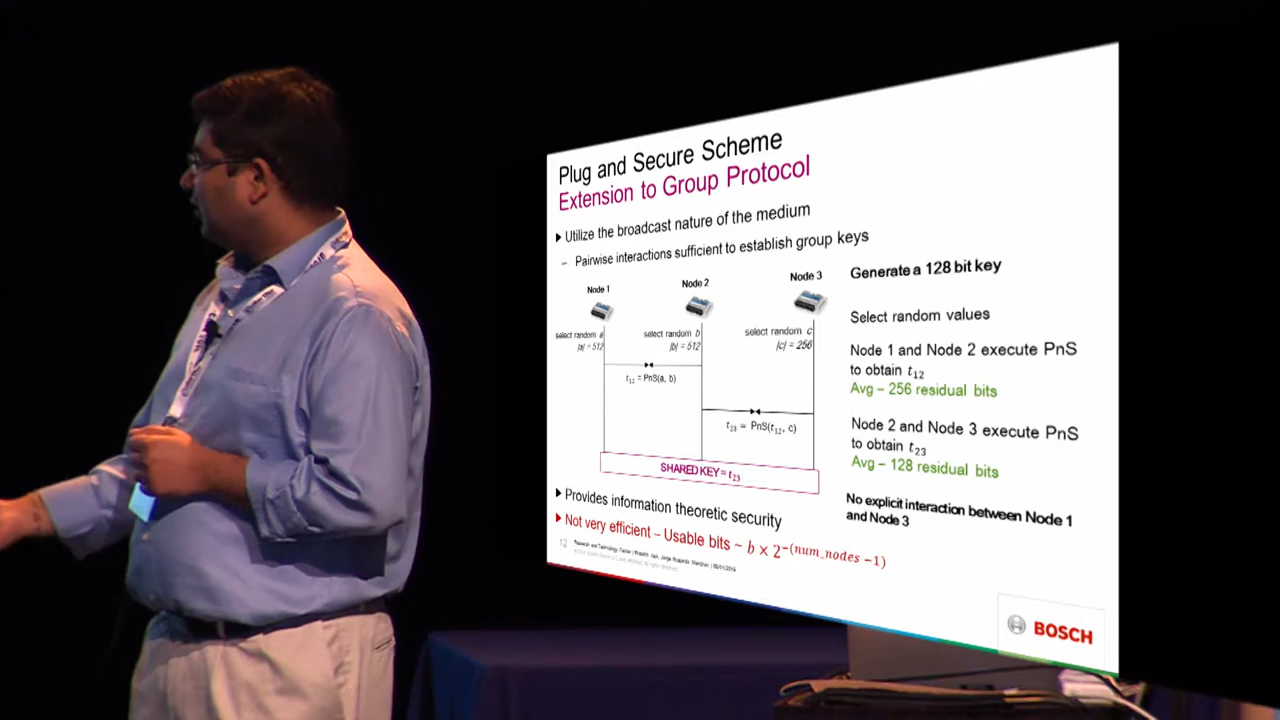 Plug and Secure Scheme
Extension to Group Protocol
Utilize the broadcast nature of the medium
– Pairwise interactions sufficient to establish group keys
Node 1
Node 2
Node 3
select random a
|a| = 512
select random b
|b| = 512
select random c
|c| = 256
t₁₂ = PnS(a, b)
t₂₃ = PnS(t₁₂, c)
SHARED KEY = t₂₃
Generate a 128 bit key
Select random values
Node 1 and Node 2 execute PnS
to obtain t₁₂
Avg – 256 residual bits
Node 2 and Node 3 execute PnS
to obtain t₂₃
Avg – 128 residual bits
No explicit interaction between Node 1
and Node 3
Provides information theoretic security
Not very efficient – Usable bits ~ b × 2^−(num_nodes −1)
12
Research and Technology Center
BOSCH